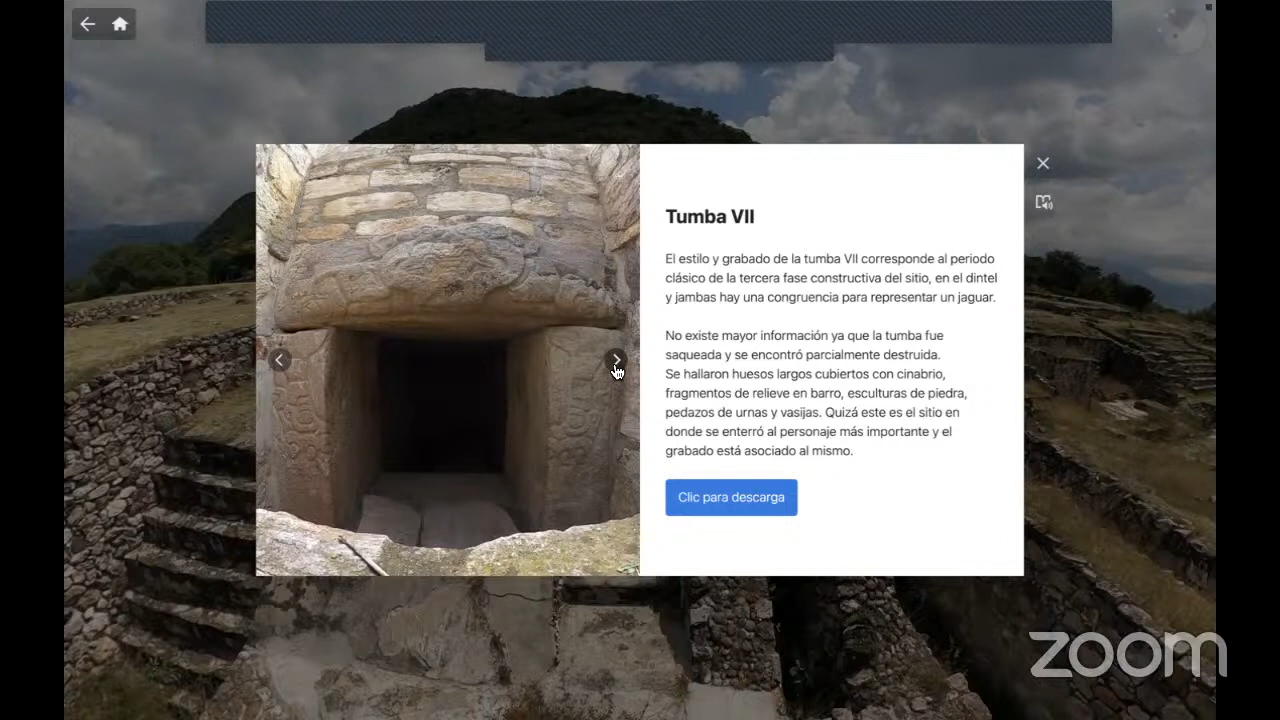 Tumba VII
El estilo y grabado de la tumba VII corresponde al periodo
clásico de la tercera fase constructiva del sitio, en el dintel
y jambas hay una congruencia para representar un jaguar.
No existe mayor información ya que la tumba fue
saqueada y se encontró parcialmente destruida.
Se hallaron huesos largos cubiertos con cinabrio,
fragmentos de relieve en barro, esculturas de piedra,
pedazos de urnas y vasijas. Quizá este es el sitio en
donde se enterró al personaje más importante y el
grabado está asociado al mismo.
Clic para descarga
zoom